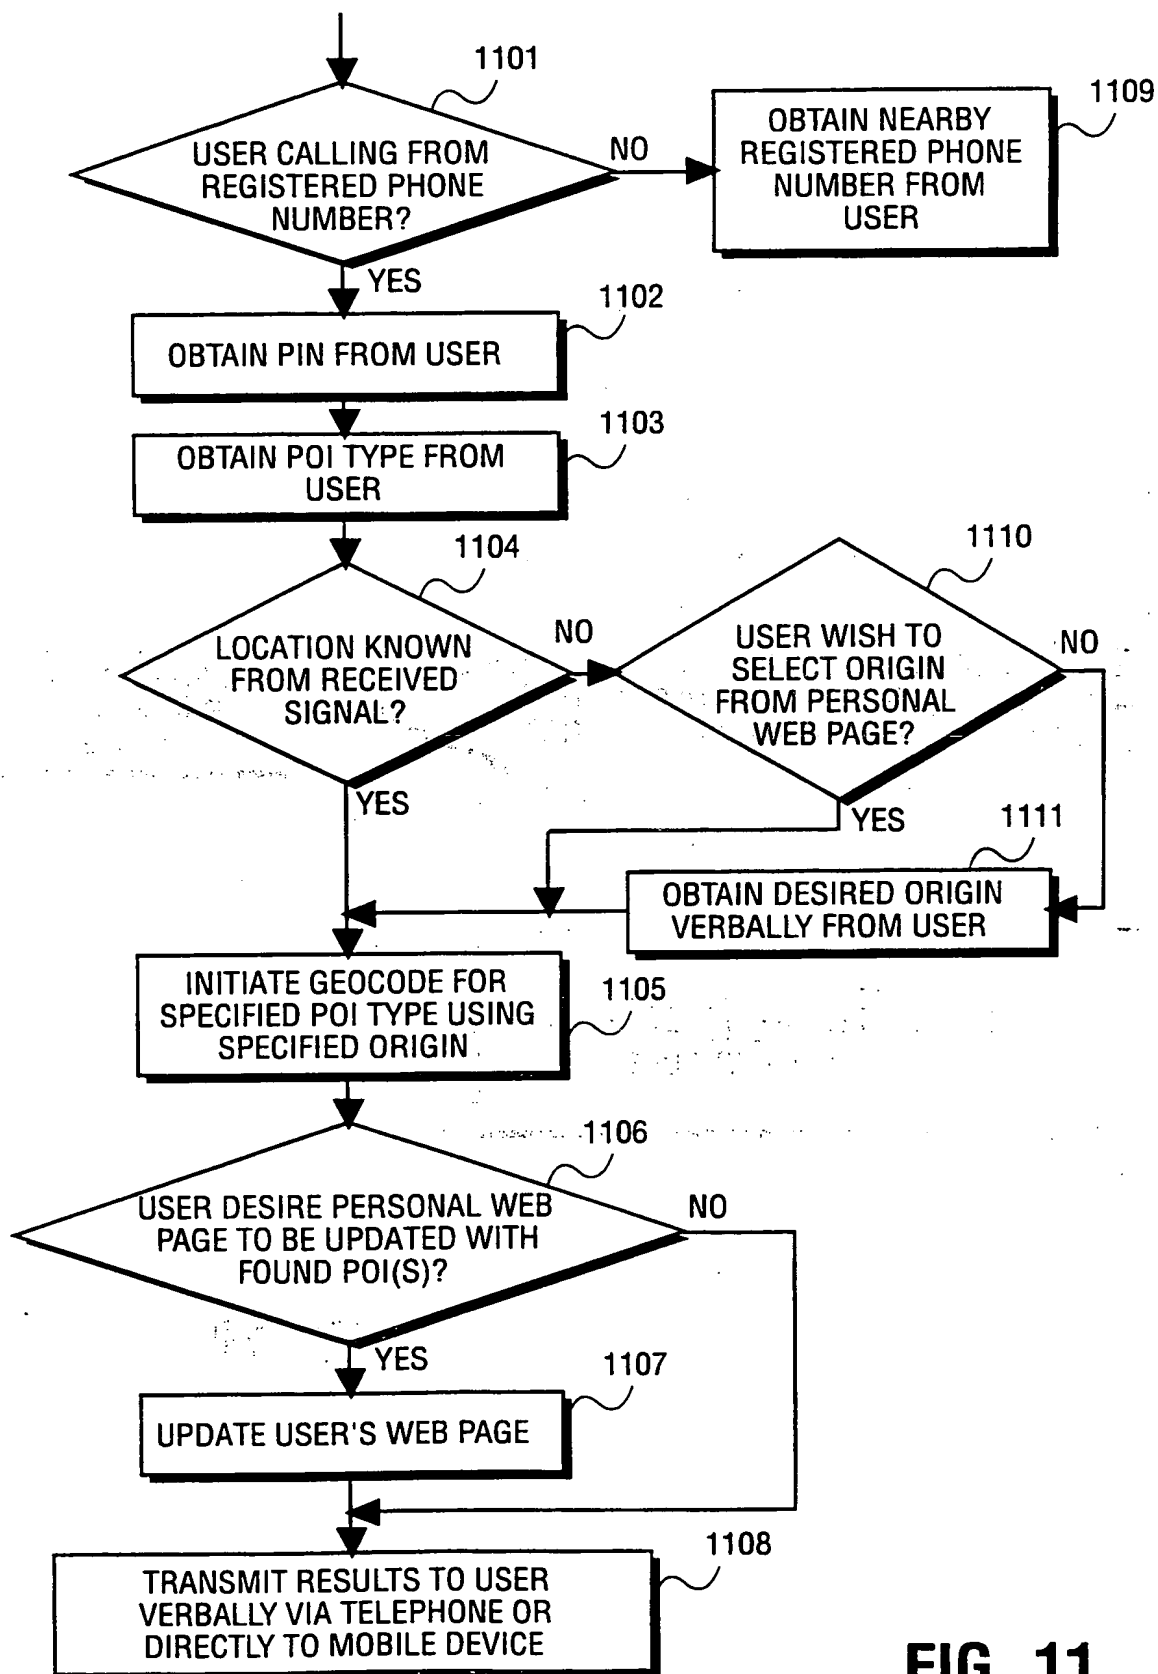 1101
USER CALLING FROM
REGISTERED PHONE
NUMBER?
NO
1109
OBTAIN NEARBY
REGISTERED PHONE
NUMBER FROM
USER
YES
1102
OBTAIN PIN FROM USER
1103
OBTAIN POI TYPE FROM
USER
1104
LOCATION KNOWN
FROM RECEIVED
SIGNAL?
NO
1110
USER WISH TO
SELECT ORIGIN
FROM PERSONAL
WEB PAGE?
NO
YES
YES
1111
OBTAIN DESIRED ORIGIN
VERBALLY FROM USER
INITIATE GEOCODE FOR
SPECIFIED POI TYPE USING
SPECIFIED ORIGIN
1105
1106
USER DESIRE PERSONAL WEB
PAGE TO BE UPDATED WITH
FOUND POI(S)?
NO
YES
1107
UPDATE USER'S WEB PAGE
1108
TRANSMIT RESULTS TO USER
VERBALLY VIA TELEPHONE OR
DIRECTLY TO MOBILE DEVICE
FIG. 11